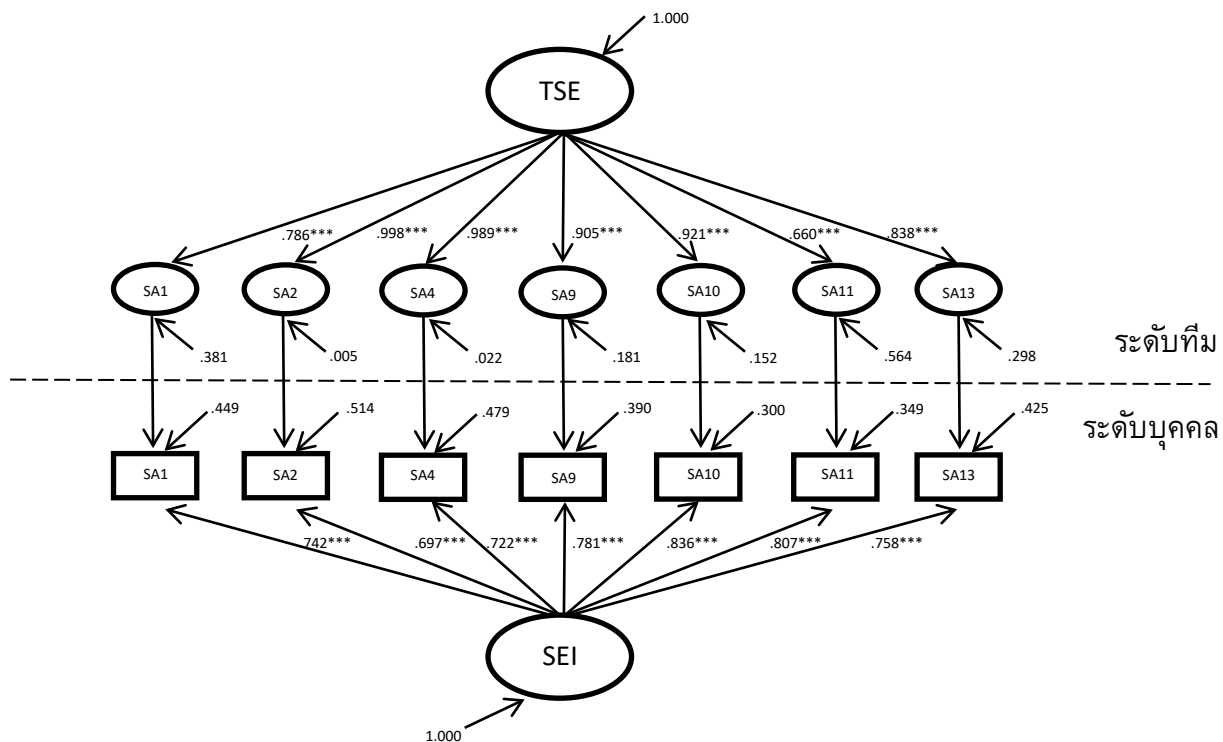 1.000
TSE
.786*** .998*** .989*** .905*** .921*** .660*** .838***
SA1 SA2 SA4 SA9 SA10 SA11 SA13
.381 .005 .022 .181 .152 .564 .298
ระดับทีม
.449 .514 .479 .390 .300 .349 .425
ระดับบุคคล
SA1 SA2 SA4 SA9 SA10 SA11 SA13
.742*** .697*** .722*** .781*** .836*** .807*** .758***
SEI
1.000